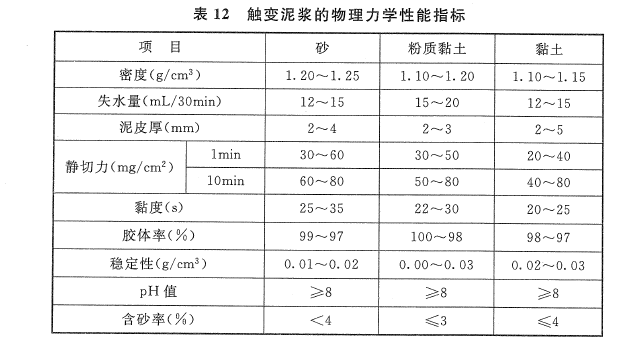 表 12 触变泥浆的物理力学性能指标
项 目 砂 粉质黏土 黏土
密度(g/cm³) 1.20～1.25 1.10～1.20 1.10～1.15
失水量(mL/30min) 12～15 15～20 12～15
泥皮厚(mm) 2～4 2～3 2～5
静切力(mg/cm²) 1min 30～60 30～50 20～40
10min 60～80 50～80 40～80
黏度(s) 25～35 22～30 20～25
胶体率(%) 99～97 100～98 98～97
稳定性(g/cm³) 0.01～0.02 0.00～0.03 0.02～0.03
pH 值 ≥8 ≥8 ≥8
含砂率(%) <4 ≤3 ≤4